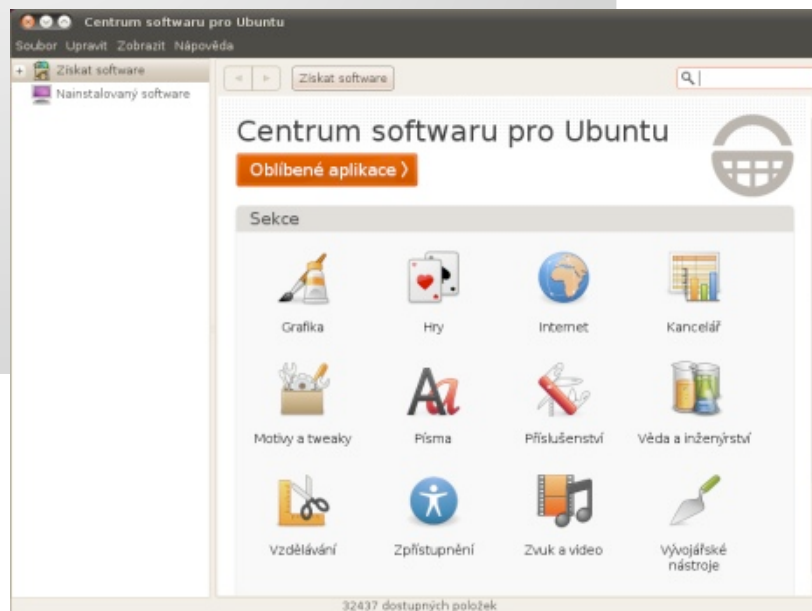 Centrum softwaru pro Ubuntu
Soubor Upravit Zobrazit Nápověda
Získat software
Nainstalovaný software
Získat software
Centrum softwaru pro Ubuntu
Oblíbené aplikace ⟩
Sekce
Grafika
Hry
Internet
Kancelář
Motivy a tweaky
Písma
Příslušenství
Věda a inženýrství
Vzdělávání
Zpřístupnění
Zvuk a video
Vývojářské
nástroje
32437 dostupných položek